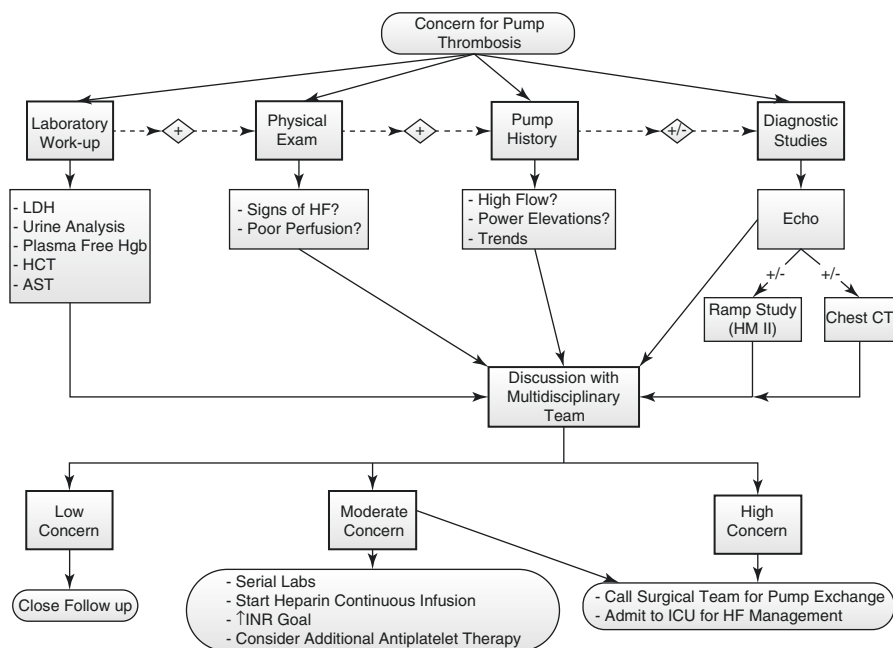 Concern for Pump
Thrombosis
Laboratory
Work-up
+
Physical
Exam
+
Pump
History
+/-
Diagnostic
Studies
- LDH
- Urine Analysis
- Plasma Free Hgb
- HCT
- AST
- Signs of HF?
- Poor Perfusion?
- High Flow?
- Power Elevations?
- Trends
Echo
+/-
+/-
Ramp Study
(HM II)
Chest CT
Discussion with
Multidisciplinary
Team
Low
Concern
Moderate
Concern
High
Concern
Close Follow up
- Serial Labs
- Start Heparin Continuous Infusion
- ↑INR Goal
- Consider Additional Antiplatelet Therapy
- Call Surgical Team for Pump Exchange
- Admit to ICU for HF Management